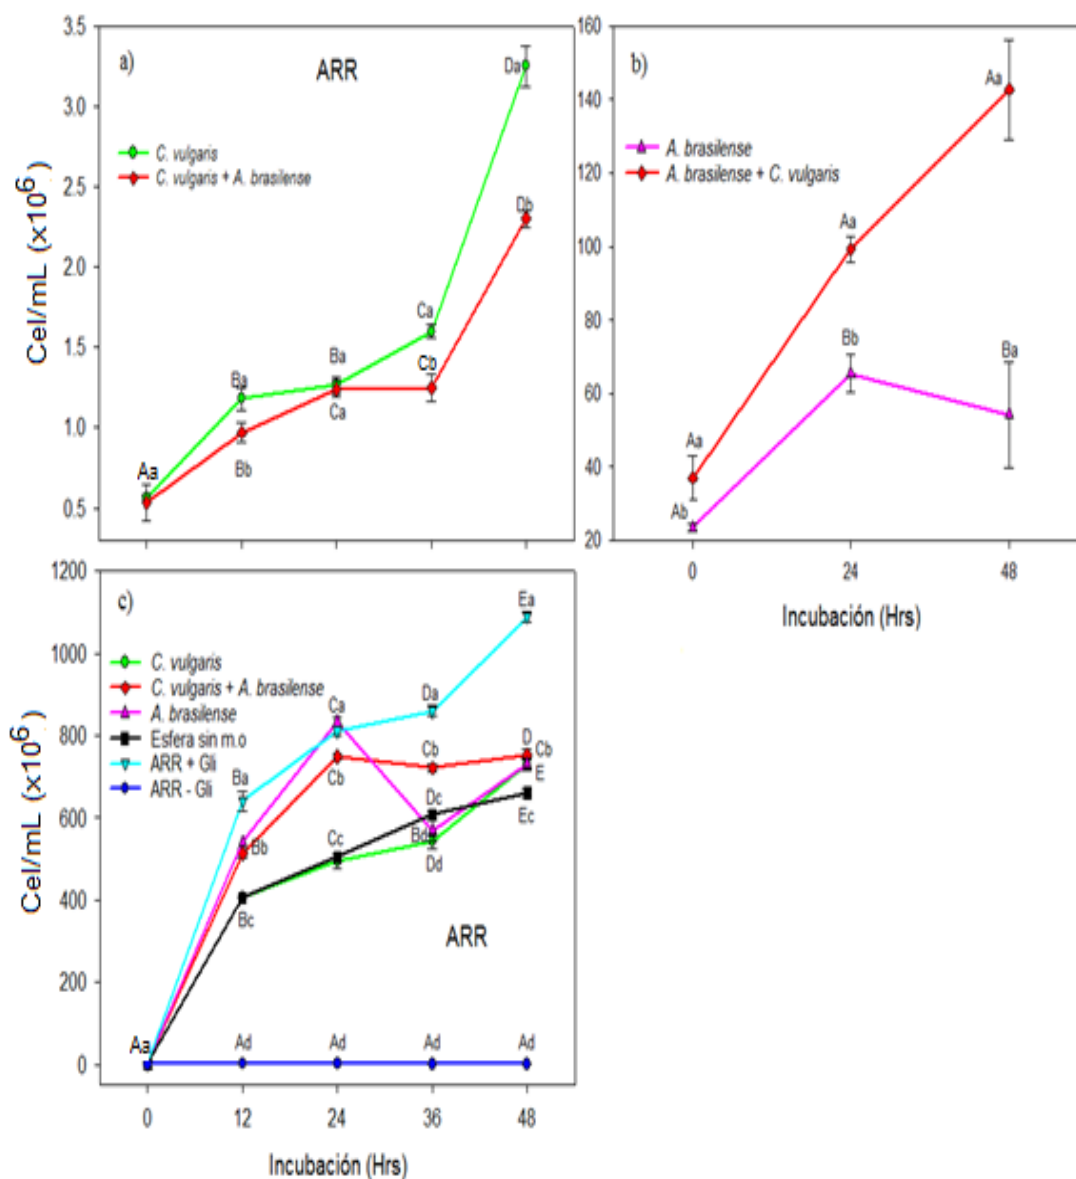 a)
ARR
C. vulgaris
C. vulgaris + A. brasilense
Cel/mL (x10⁶)
3.5
3.0
2.5
2.0
1.5
1.0
0.5
Aa
Ba
Bb
Ba
Ca
Ca
Cb
Da
Db
b)
A. brasilense
A. brasilense + C. vulgaris
160
140
120
100
80
60
40
20
Aa
Ab
Aa
Bb
Aa
Ba
0
24
48
Incubación (Hrs)
c)
C. vulgaris
C. vulgaris + A. brasilense
A. brasilense
Esfera sin m.o
ARR + Gli
ARR - Gli
Cel/mL (x10⁶)
1200
1000
800
600
400
200
0
Aa
Ba
Bb
Bc
Ad
Ca
Cb
Cc
Ad
Da
Cb
Dc
Bd
Dd
Ad
Ea
D
Cb
E
Ec
Ad
ARR
0
12
24
36
48
Incubación (Hrs)